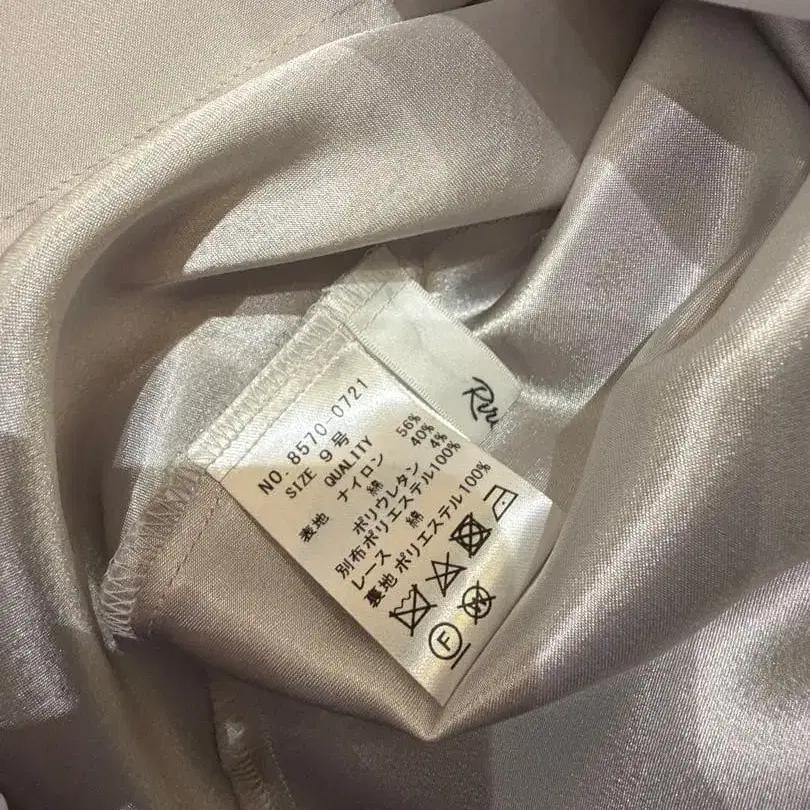 NO. 8570-0721
SIZE 9号
QUALITY
表地 ナイロン 56%
綿 40%
ポリウレタン 4%
別布ポリエステル100%
レース 綿 100%
裏地 ポリエステル100%
F